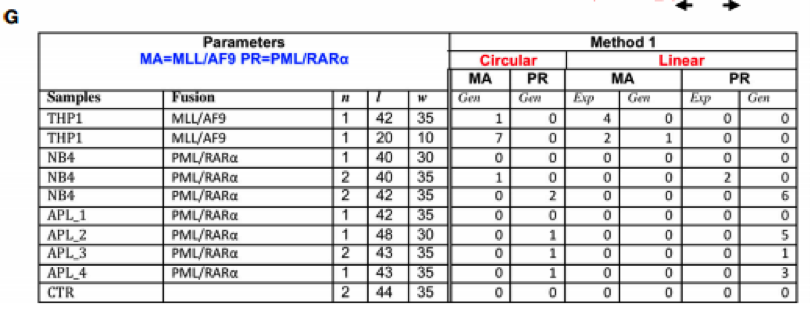 G
Parameters Method 1
MA=MLL/AF9 PR=PML/RARα Circular Linear
MA PR MA PR
Samples Fusion n l w Gen Gen Exp Gen Exp Gen
THP1 MLL/AF9 1 42 35 1 0 4 0 0 0
THP1 MLL/AF9 1 20 10 7 0 2 1 0 0
NB4 PML/RARα 1 40 30 0 0 0 0 0 0
NB4 PML/RARα 2 40 35 1 0 0 0 2 0
NB4 PML/RARα 2 42 35 0 2 0 0 0 6
APL_1 PML/RARα 1 42 35 0 0 0 0 0 0
APL_2 PML/RARα 1 48 30 0 1 0 0 0 5
APL_3 PML/RARα 2 43 35 0 1 0 0 0 1
APL_4 PML/RARα 1 43 35 0 1 0 0 0 3
CTR 2 44 35 0 0 0 0 0 0